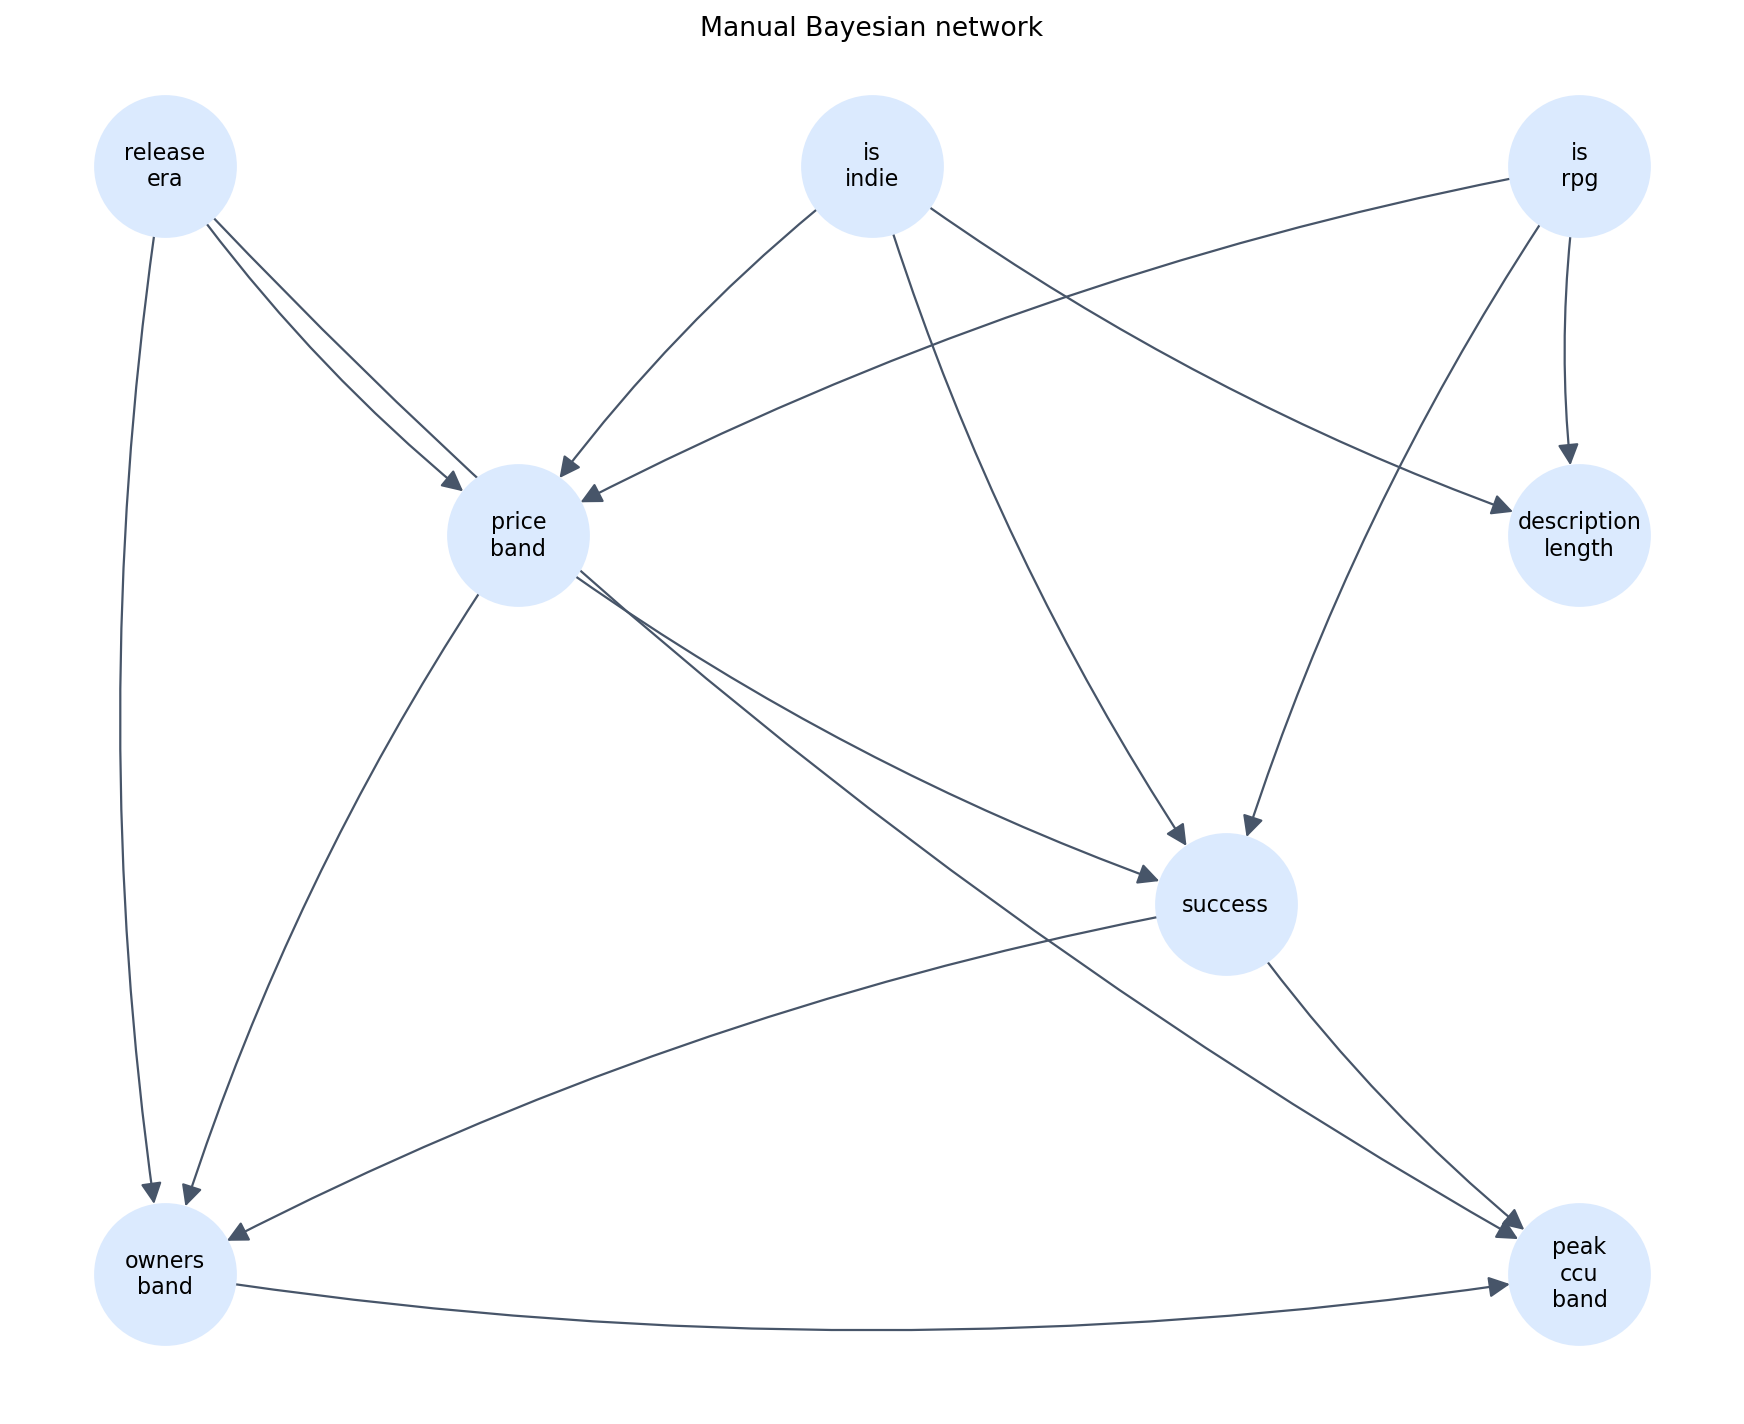 Manual Bayesian network
release
era
is
indie
is
rpg
price
band
description
length
success
owners
band
peak
ccu
band